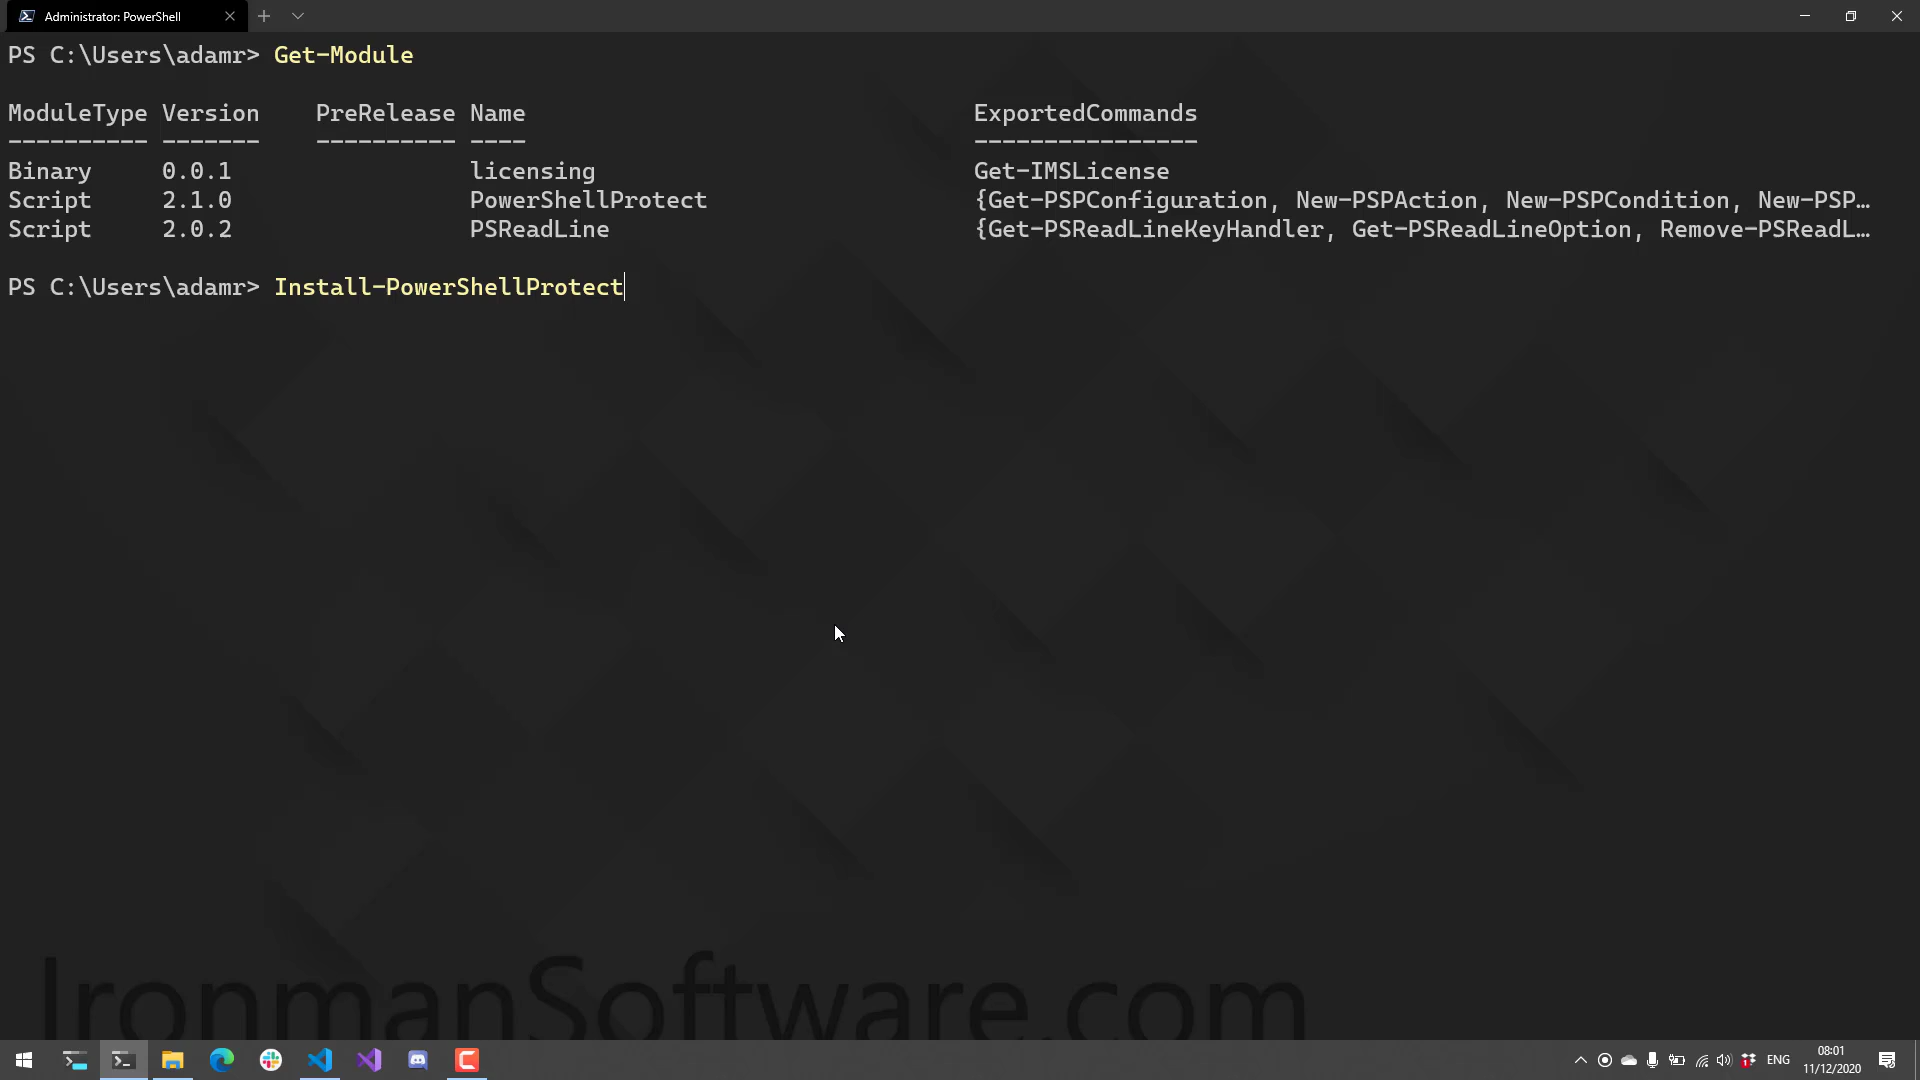 Administrator: PowerShell
PS C:\Users\adamr> Get-Module
ModuleType Version    PreRelease Name                                ExportedCommands
---------- -------    ---------- ----                                ----------------
Binary     0.0.1                 licensing                           Get-IMSLicense
Script     2.1.0                 PowerShellProtect                   {Get-PSPConfiguration, New-PSPAction, New-PSPCondition, New-PSP…
Script     2.0.2                 PSReadLine                          {Get-PSReadLineKeyHandler, Get-PSReadLineOption, Remove-PSReadL…
PS C:\Users\adamr> Install-PowerShellProtect
IronmanSoftware.com
ENG
08:01
11/12/2020